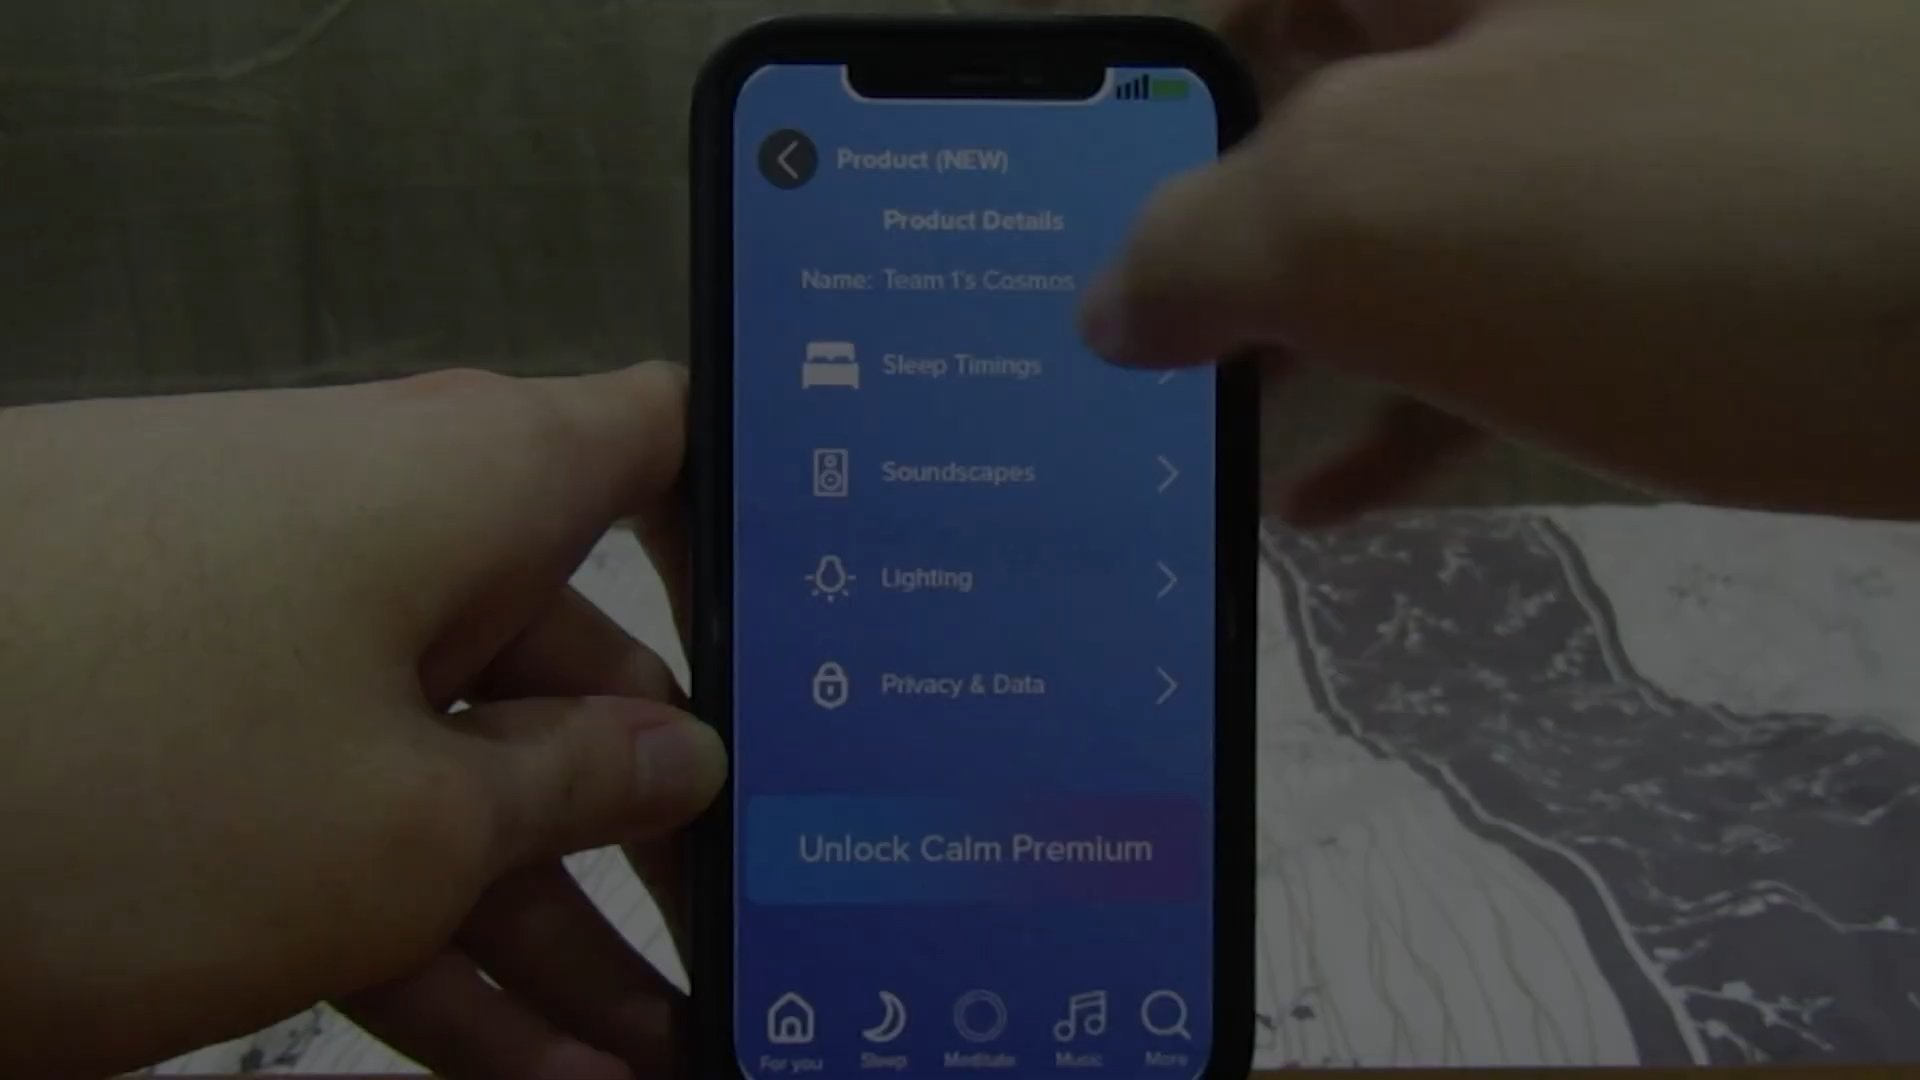 Product (NEW)
Product Details
Name: Team 1's Cosmos
Sleep Timings
Soundscapes
Lighting
Privacy & Data
Unlock Calm Premium
For you
Sleep
Meditate
Music
More